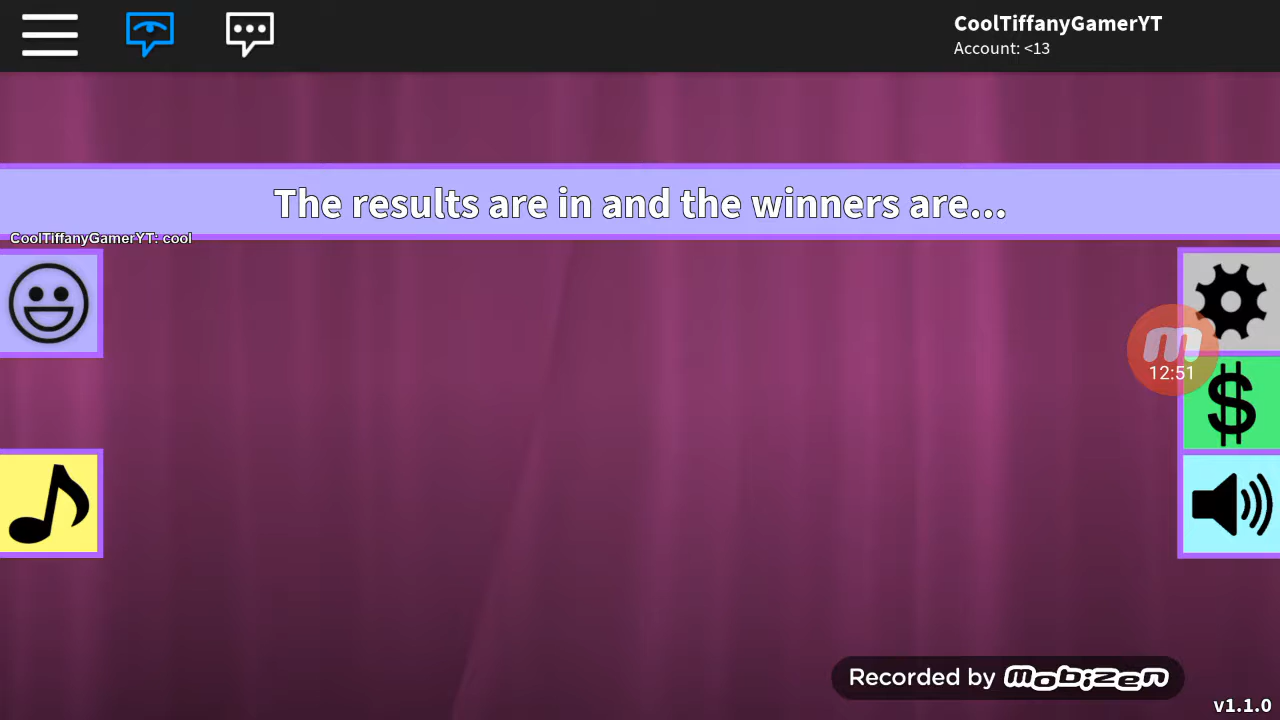 CoolTiffanyGamerYT
Account: <13
The results are in and the winners are...
CoolTiffanyGamerYT: cool
12:51
Recorded by mobizen
v1.1.0